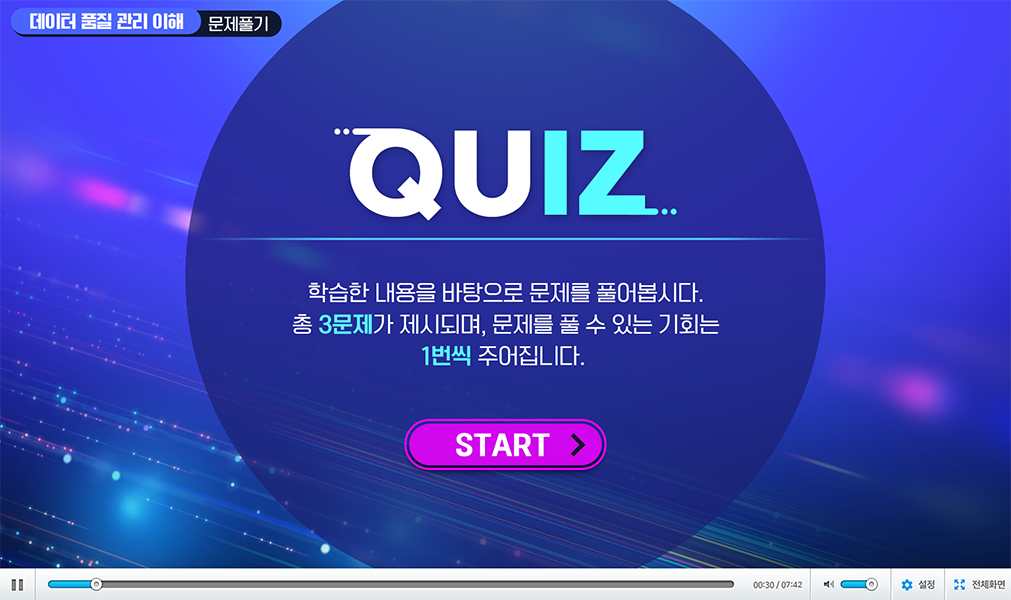 데이터 품질 관리 이해 문제풀기
QUIZ
학습한 내용을 바탕으로 문제를 풀어봅시다.
총 3문제가 제시되며, 문제를 풀 수 있는 기회는
1번씩 주어집니다.
START
00:30 / 07:42 설정 전체화면